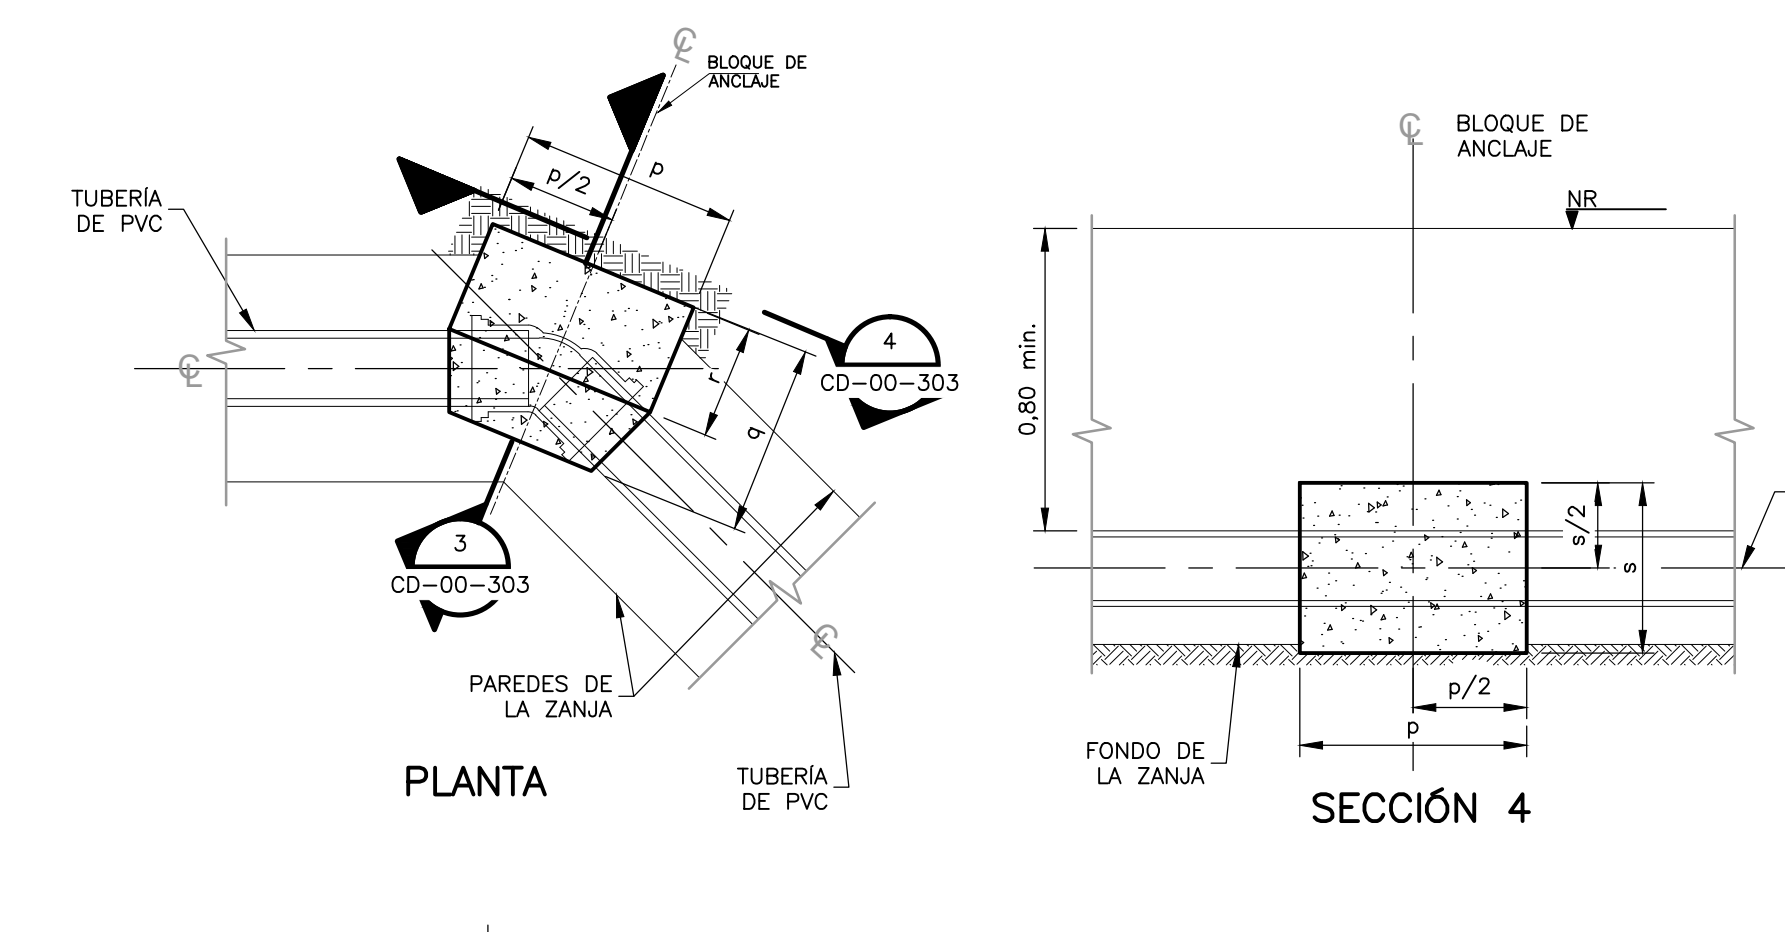 ℄
BLOQUE DE
ANCLAJE
p
p/2
TUBERÍA
DE PVC
℄
r
q
4
CD-00-303
3
CD-00-303
℄
PAREDES DE
LA ZANJA
TUBERÍA
DE PVC
PLANTA
℄
BLOQUE DE
ANCLAJE
NR
0,80 min.
s/2
s
p/2
p
FONDO DE
LA ZANJA
SECCIÓN 4